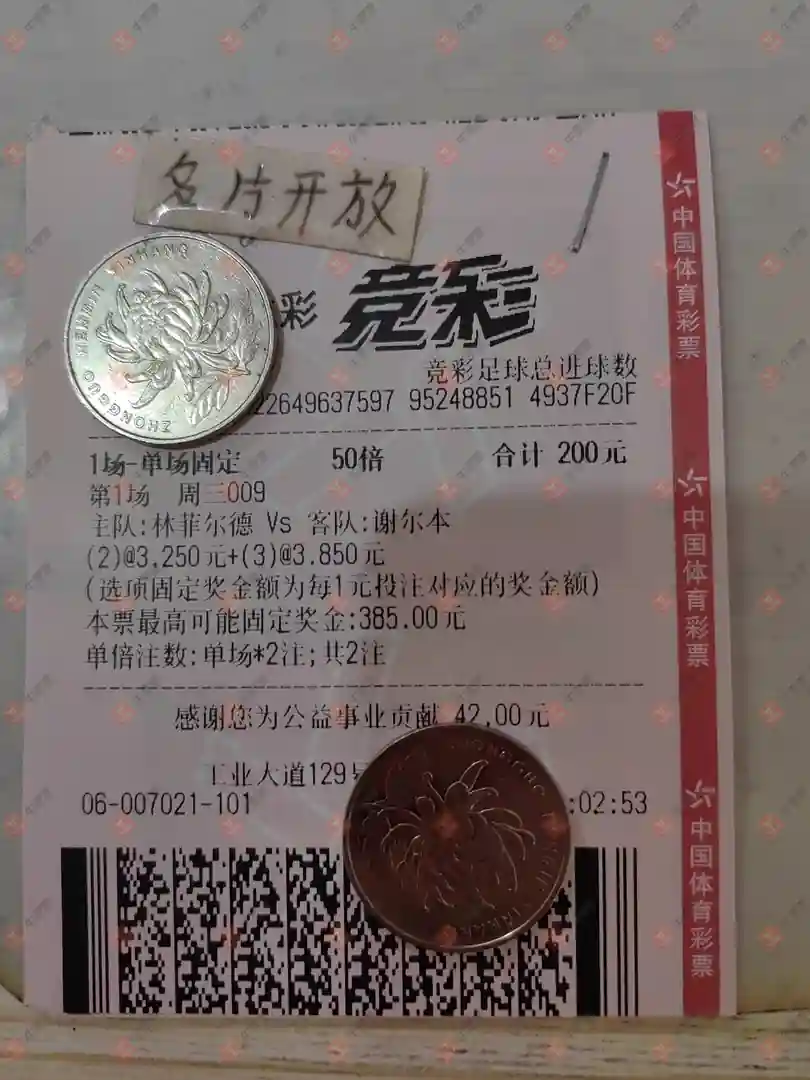 名片开放
彩 竞彩
竞彩足球总进球数
22649637597 95248851 4937F20F
1场-单场固定 50倍 合计 200元
第1场 周三009
主队:林菲尔德 Vs 客队:谢尔本
(2)@3.250元+(3)@3.850元
(选项固定奖金额为每1元投注对应的奖金额)
本票最高可能固定奖金:385.00元
单倍注数:单场*2注;共2注
感谢您为公益事业贡献 42.00元
工业大道129号
06-007021-101 :02:53
中国体育彩票
中国体育彩票
中国体育彩票
ZHONGGUO RENMIN YINHANG